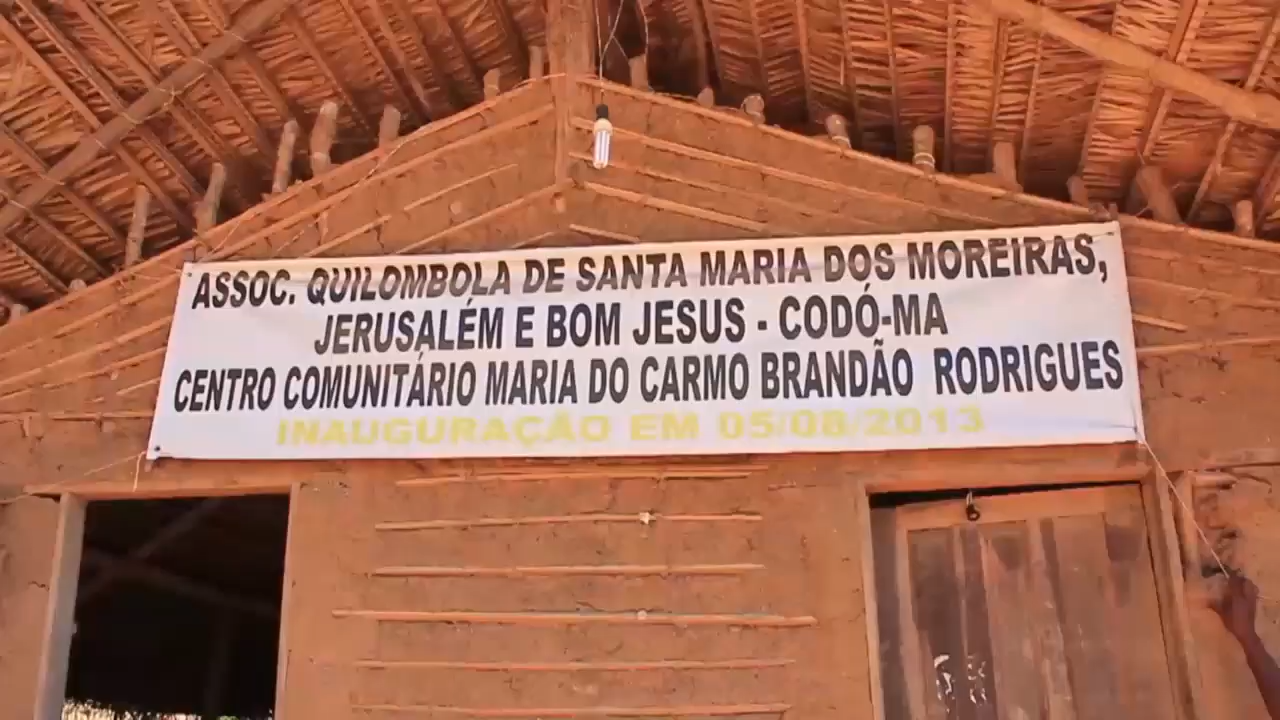 ASSOC. QUILOMBOLA DE SANTA MARIA DOS MOREIRAS,
JERUSALÉM E BOM JESUS - CODÓ-MA
CENTRO COMUNITÁRIO MARIA DO CARMO BRANDÃO RODRIGUES
INAUGURAÇÃO EM 05/08/2013